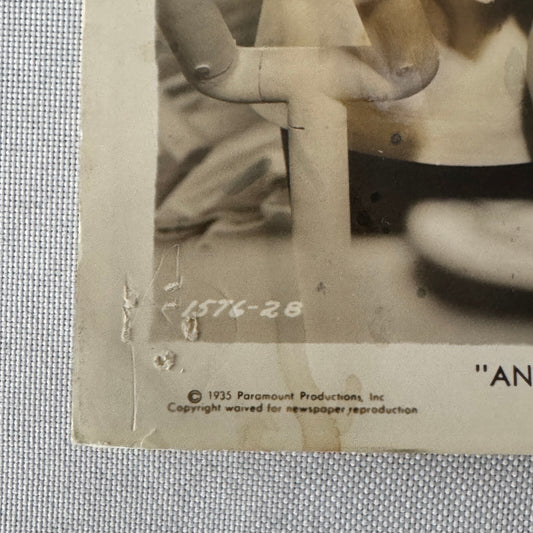 1576-28
"AN
© 1935 Paramount Productions, Inc
Copyright waived for newspaper reproduction